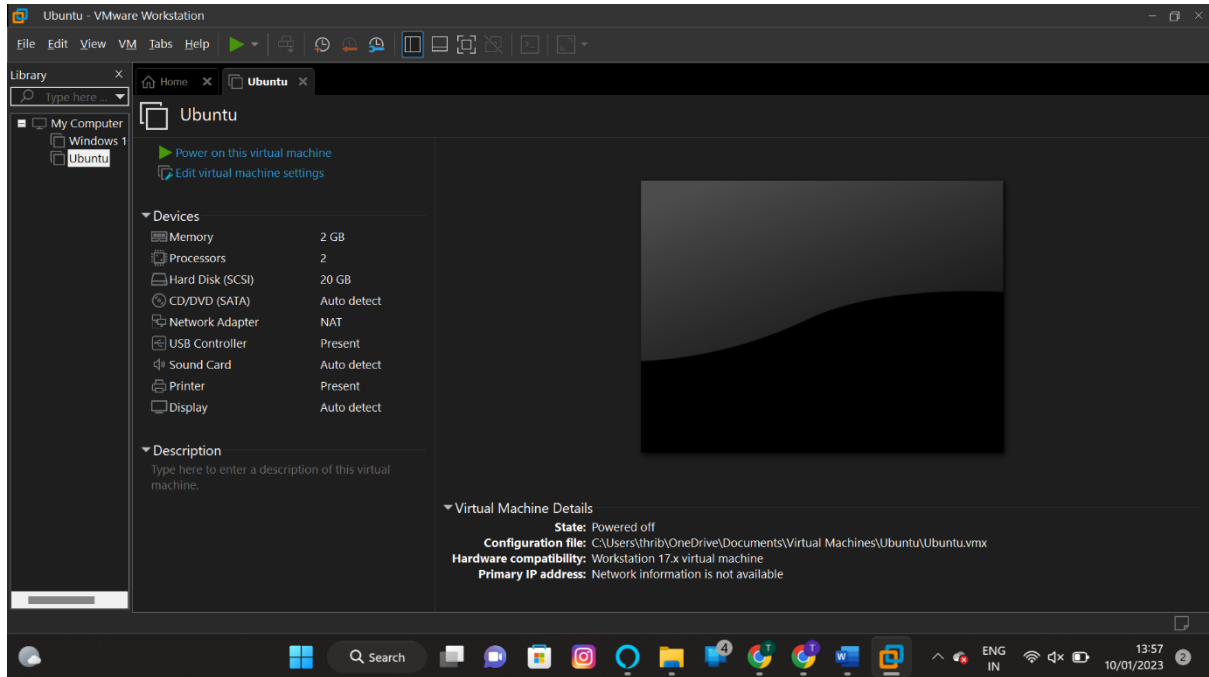 Ubuntu - VMware Workstation
File Edit View VM Tabs Help
Library X
Type here ...
My Computer
Windows 1
Ubuntu
Home X Ubuntu X
Ubuntu
Power on this virtual machine
Edit virtual machine settings
Devices
Memory 2 GB
Processors 2
Hard Disk (SCSI) 20 GB
CD/DVD (SATA) Auto detect
Network Adapter NAT
USB Controller Present
Sound Card Auto detect
Printer Present
Display Auto detect
Description
Type here to enter a description of this virtual
machine.
Virtual Machine Details
State: Powered off
Configuration file: C:\Users\thrib\OneDrive\Documents\Virtual Machines\Ubuntu\Ubuntu.vmx
Hardware compatibility: Workstation 17.x virtual machine
Primary IP address: Network information is not available
Search
4
T
T
W
ENG
IN
13:57
10/01/2023
2